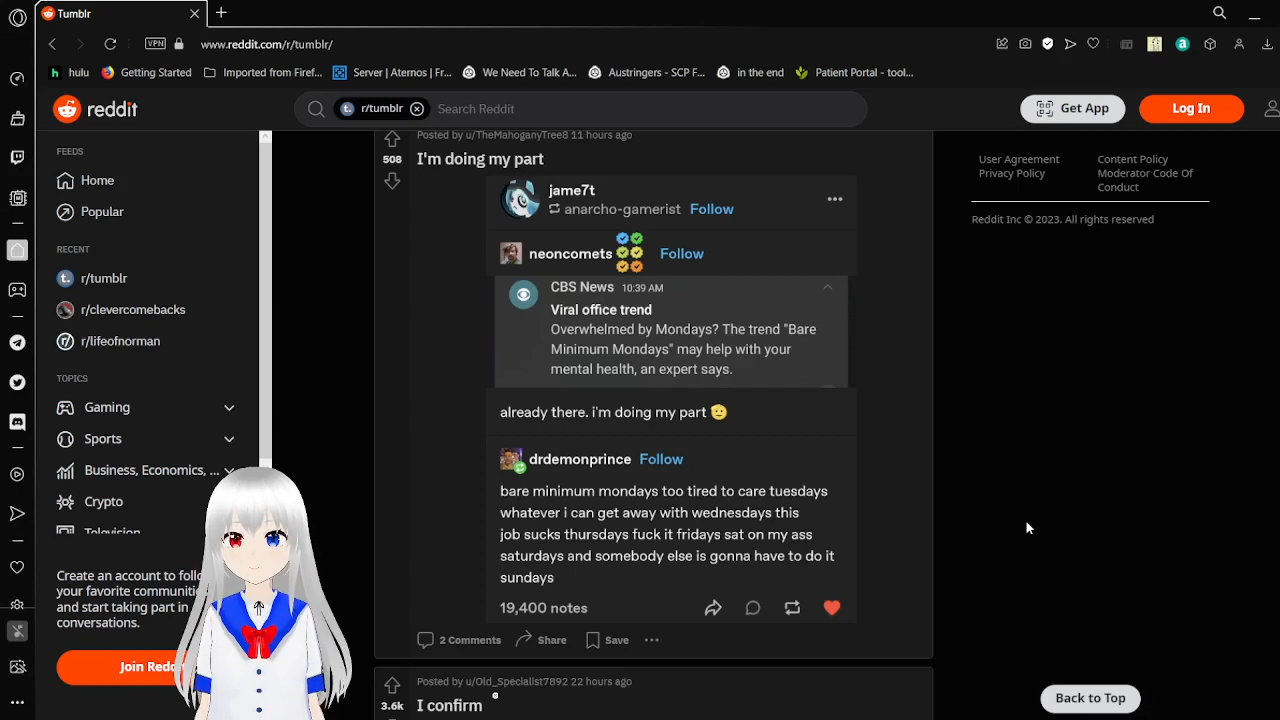 Tumblr
VPN
www.reddit.com/r/tumblr/
hulu
Getting Started
Imported from Firef...
Server | Aternos | Fr...
We Need To Talk A...
Austringers - SCP F...
in the end
Patient Portal - tool...
reddit
r/tumblr
Search Reddit
Get App
Log In
FEEDS
Home
Popular
RECENT
r/tumblr
r/clevercomebacks
r/lifeofnorman
TOPICS
Gaming
Sports
Business, Economics, ...
Crypto
Television
Create an account to follo
your favorite communities
and start taking part in
conversations.
Join Reddi
Posted by u/TheMahoganyTree8 11 hours ago
508
I'm doing my part
jame7t
anarcho-gamerist Follow
neoncomets Follow
CBS News 10:39 AM
Viral office trend
Overwhelmed by Mondays? The trend "Bare
Minimum Mondays" may help with your
mental health, an expert says.
already there. i'm doing my part 🫡
drdemonprince Follow
bare minimum mondays too tired to care tuesdays
whatever i can get away with wednesdays this
job sucks thursdays fuck it fridays sat on my ass
saturdays and somebody else is gonna have to do it
sundays
19,400 notes
2 Comments Share Save
Posted by u/Old_Specialist7892 22 hours ago
3.6k
I confirm
User Agreement
Privacy Policy
Content Policy
Moderator Code Of
Conduct
Reddit Inc © 2023. All rights reserved
Back to Top